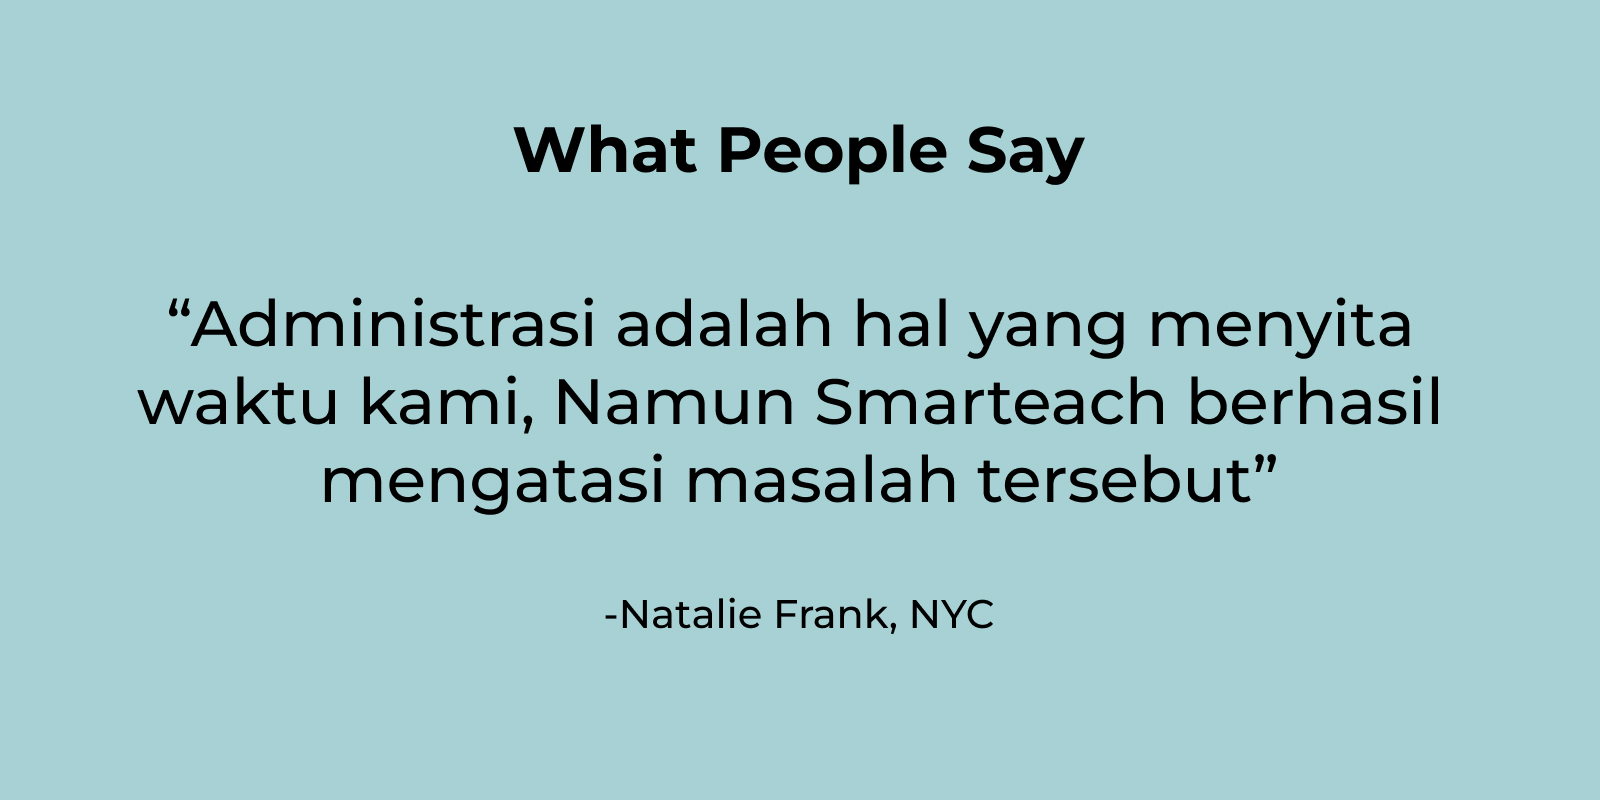 What People Say
“Administrasi adalah hal yang menyita
waktu kami, Namun Smarteach berhasil
mengatasi masalah tersebut”
-Natalie Frank, NYC